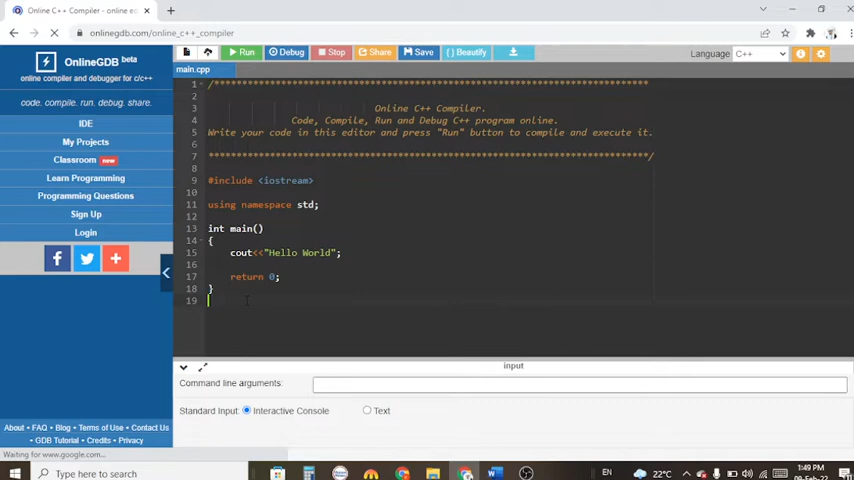 Online C++ Compiler - online ec
onlinegdb.com/online_c++_compiler
OnlineGDB beta
online compiler and debugger for c/c++
code. compile. run. debug. share.
IDE
My Projects
Classroom new
Learn Programming
Programming Questions
Sign Up
Login
About • FAQ • Blog • Terms of Use • Contact Us
• GDB Tutorial • Credits • Privacy
Run Debug Stop Share Save { } Beautify Language C++
main.cpp
1 /******************************************************************************
2
3 Online C++ Compiler.
4 Code, Compile, Run and Debug C++ program online.
5 Write your code in this editor and press "Run" button to compile and execute it.
6
7 *******************************************************************************/
8
9 #include <iostream>
10
11 using namespace std;
12
13 int main()
14 {
15 cout<<"Hello World";
16
17 return 0;
18 }
19
input
Command line arguments:
Standard Input: Interactive Console Text
Waiting for www.google.com...
Type here to search
EN
22°C
1:49 PM
09-Feb-22